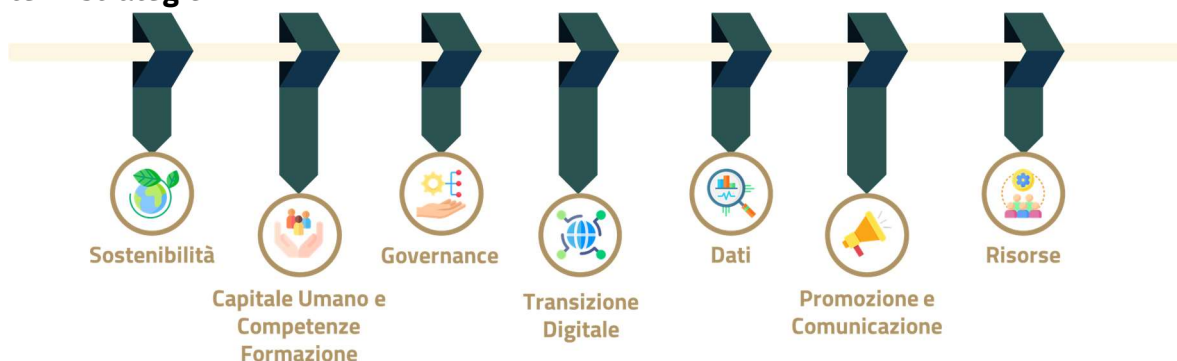 Sostenibilità
Capitale Umano e
Competenze
Formazione
Governance
Transizione
Digitale
Dati
Promozione e
Comunicazione
Risorse